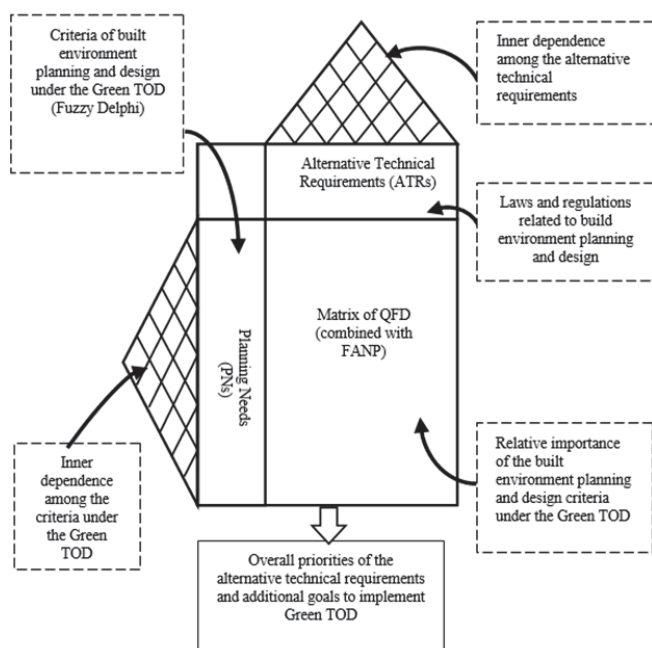 Criteria of built
environment
planning and design
under the Green TOD
(Fuzzy Delphi)
Inner dependence
among the alternative
technical
requirements
Alternative Technical
Requirements (ATRs)
Laws and regulations
related to build
environment planning
and design
Matrix of QFD
(combined with
FANP)
Planning Needs
(PNs)
Inner
dependence
among the
criteria under
the Green
TOD
Relative importance
of the built
environment planning
and design criteria
under the Green TOD
Overall priorities of the
alternative technical requirements
and additional goals to implement
Green TOD